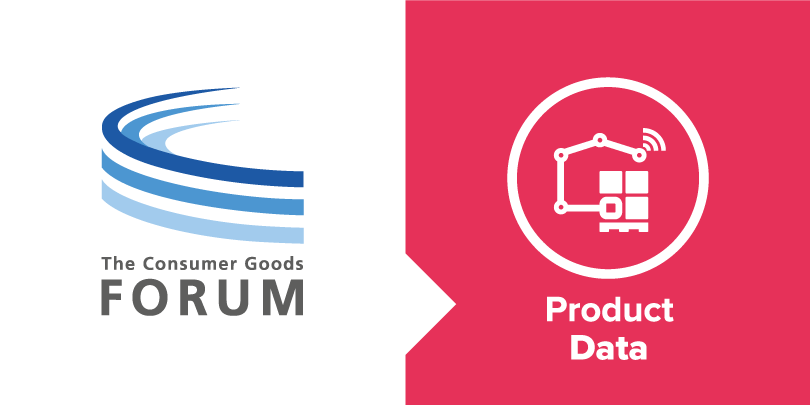 The Consumer Goods
FORUM
Product
Data